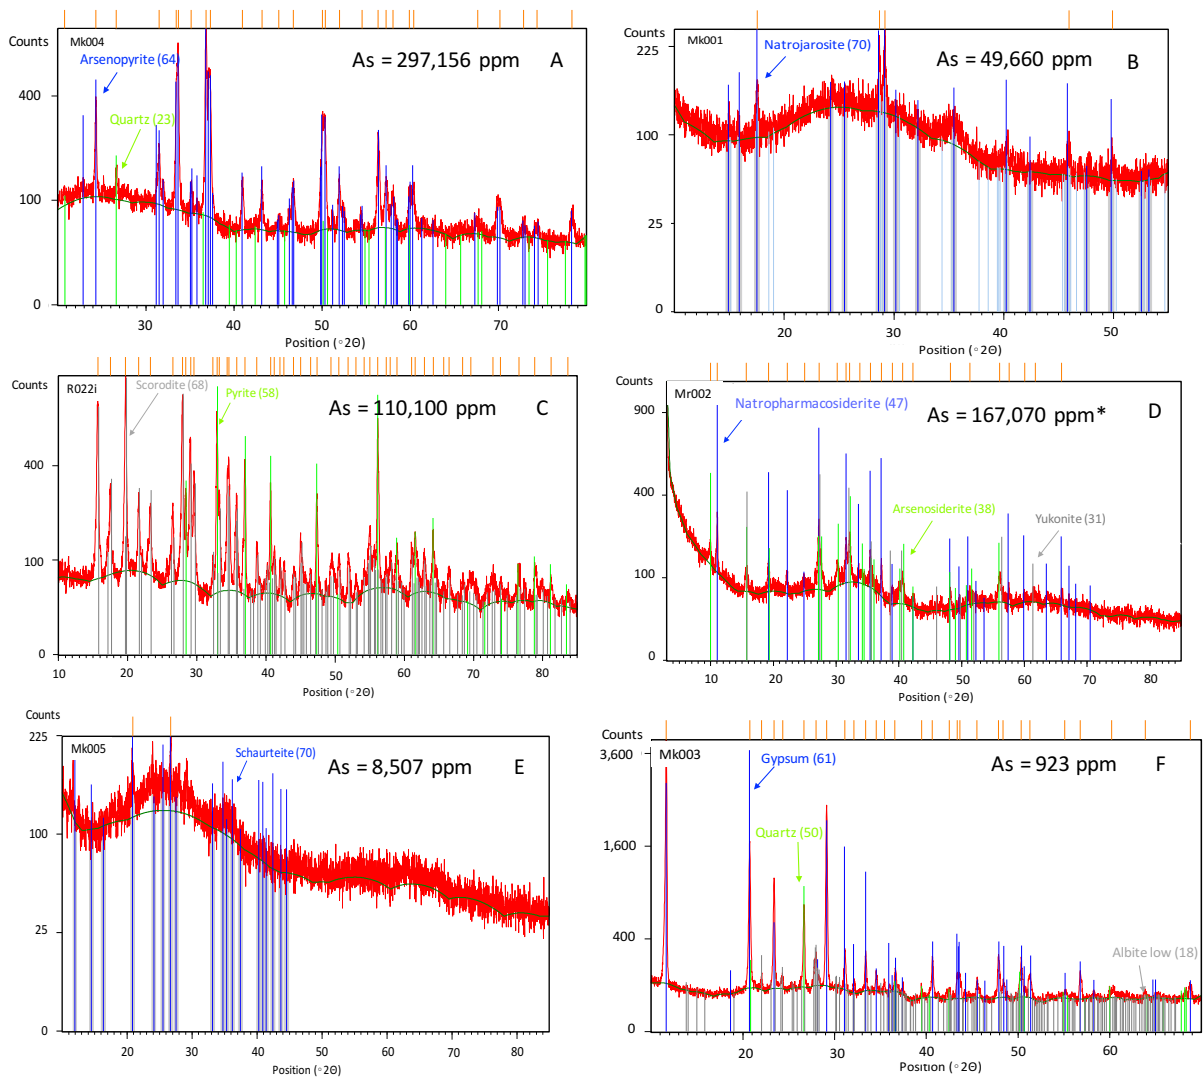 Counts
Mk004
Arsenopyrite (64)
As = 297,156 ppm
A
Quartz (23)
400
100
0
30
40
50
60
70
Position (◦2Θ)
Counts
Mk001
Natrojarosite (70)
As = 49,660 ppm
B
225
100
25
0
20
30
40
50
Position (◦2Θ)
Counts
R022i
Scorodite (68)
Pyrite (58)
As = 110,100 ppm
C
400
100
0
10
20
30
40
50
60
70
80
Position (◦2Θ)
Counts
Mr002
Natropharmacosiderite (47)
As = 167,070 ppm*
D
Arsenosiderite (38)
Yukonite (31)
900
400
100
0
10
20
30
40
50
60
70
80
Position (◦2Θ)
Counts
Mk005
Schaurteite (70)
As = 8,507 ppm
E
225
100
25
0
20
30
40
50
60
70
80
Position (◦2Θ)
Counts
Mk003
Gypsum (61)
As = 923 ppm
F
Quartz (50)
Albite low (18)
3,600
1,600
400
0
20
30
40
50
60
Position (◦2Θ)